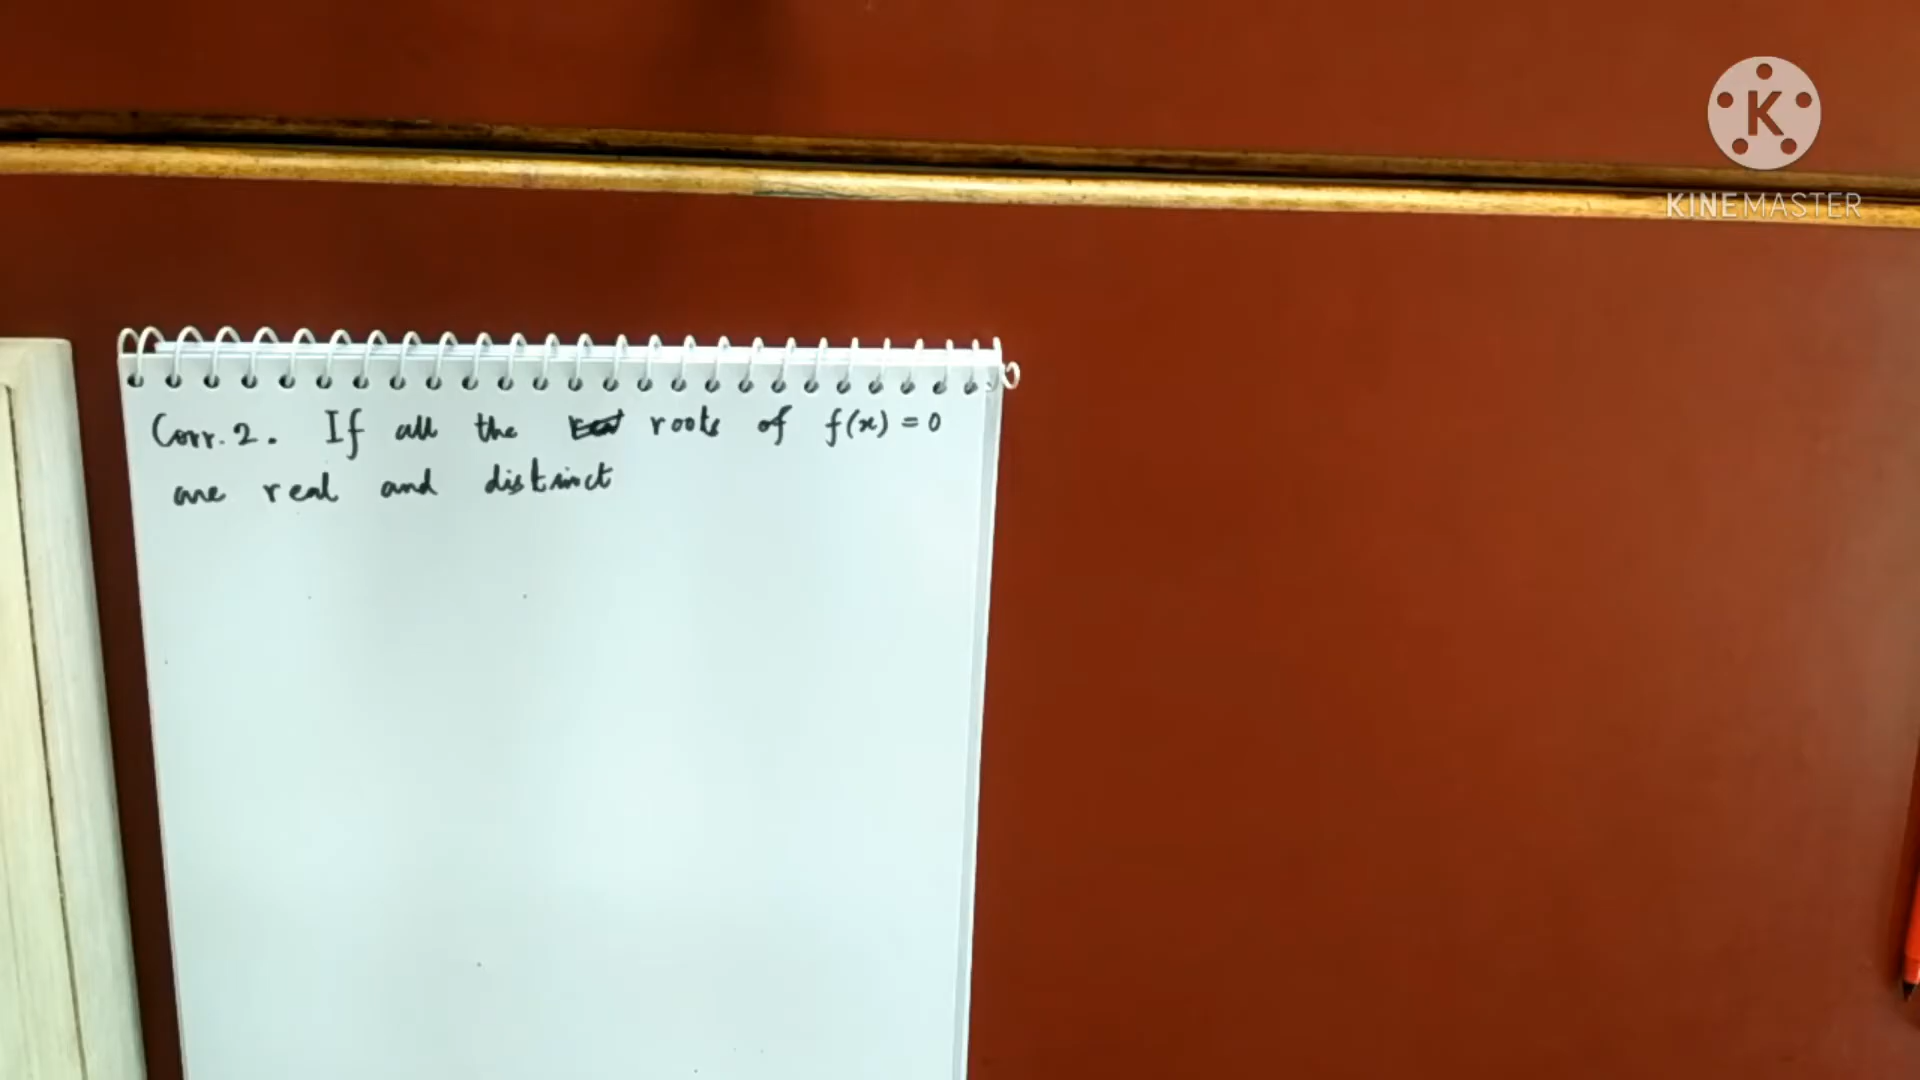 KINEMASTER
Corr. 2. If all the roots of f(x) = 0
are real and distinct